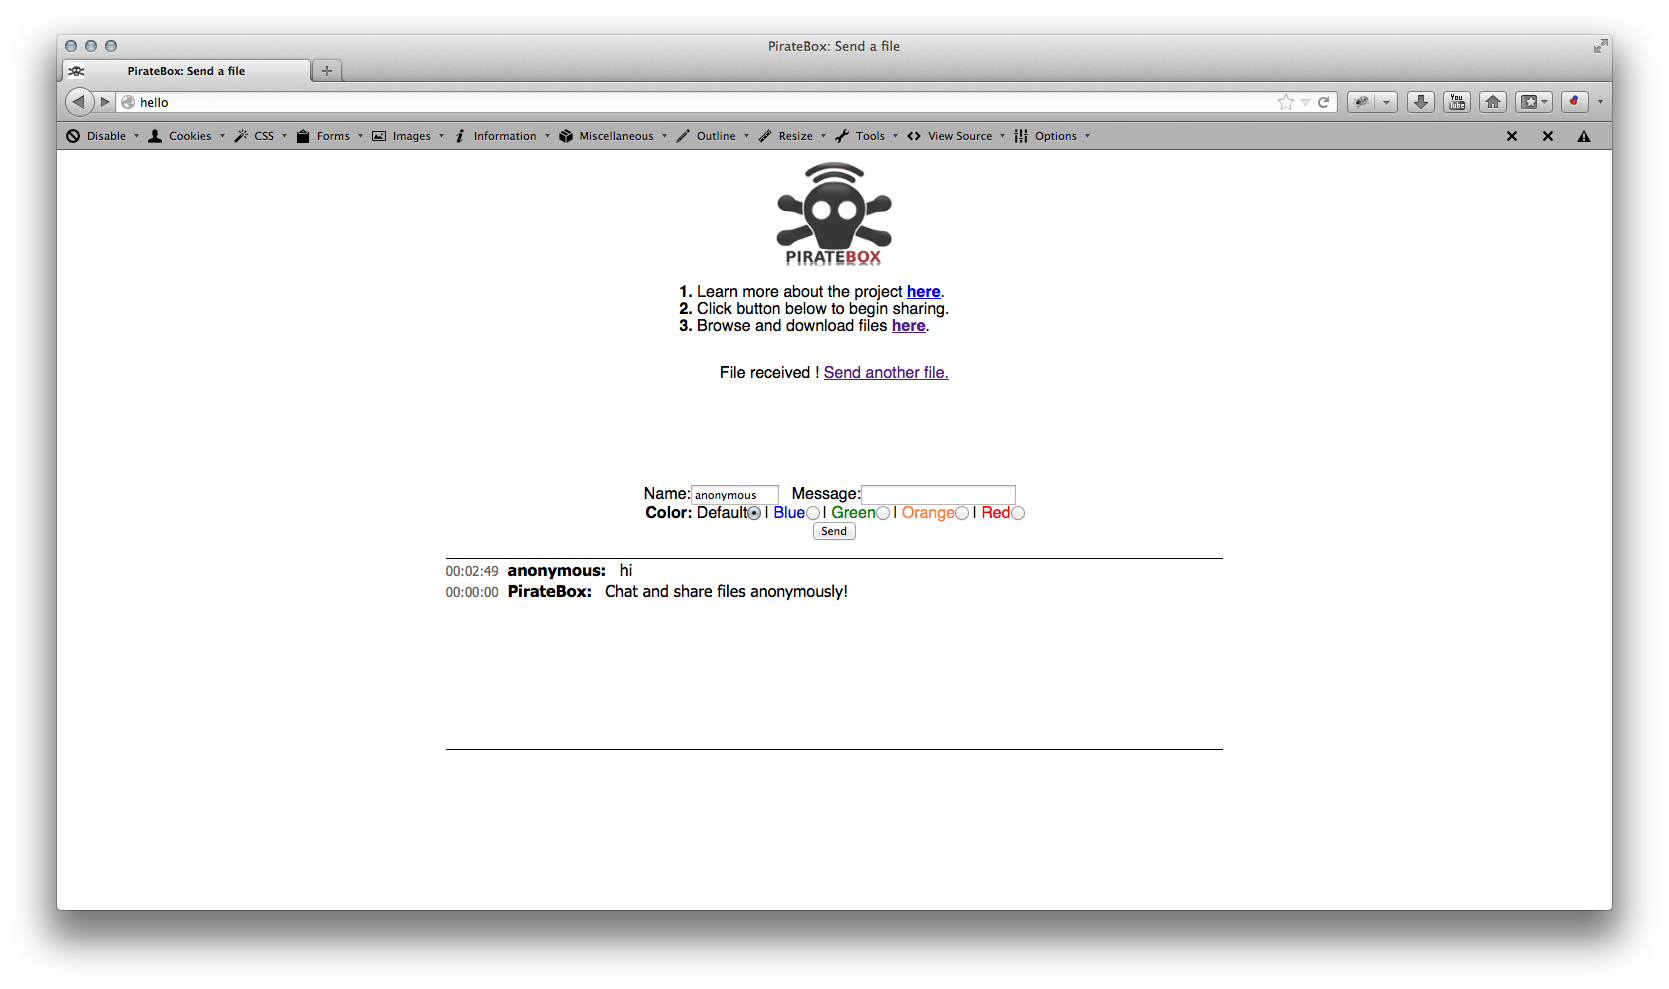 PirateBox: Send a file
PirateBox: Send a file
hello
You Tube
Disable Cookies CSS Forms Images Information Miscellaneous Outline Resize Tools View Source Options
PIRATEBOX
1. Learn more about the project here.
2. Click button below to begin sharing.
3. Browse and download files here.
File received ! Send another file.
Name: anonymous Message:
Color: Default | Blue | Green | Orange | Red
Send
00:02:49 anonymous: hi
00:00:00 PirateBox: Chat and share files anonymously!